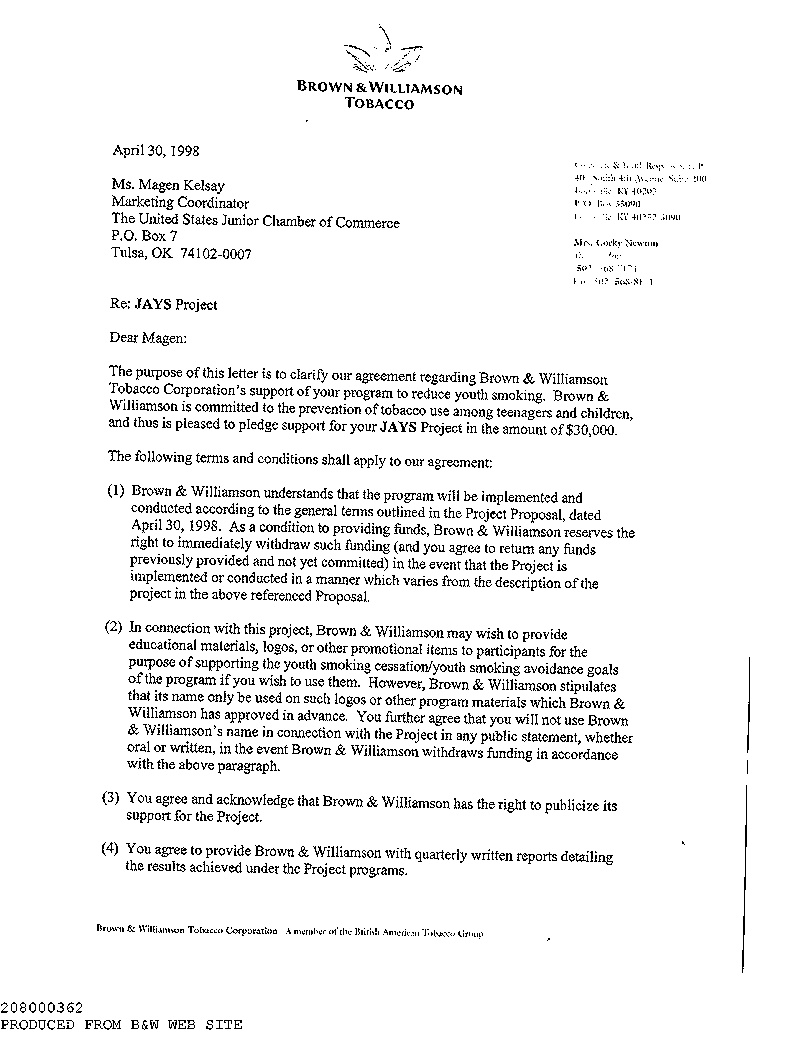 BROWN & WILLIAMSON
TOBACCO
April 30, 1998
Ms. Magen Kelsay
Marketing Coordinator
The United States Junior Chamber of Commerce
P.O. Box 7
Tulsa, OK 74102-0007
& Resp
South 4th Avenue
KY 40202
P.O. Box 35090
KY
Mrs. Corky Newton
Re: JAYS Project
Dear Magen:
The purpose of this letter is to clarify our agreement regarding Brown & Williamson
Tobacco Corporation's support of your program to reduce youth smoking. Brown &
Williamson is committed to the prevention of tobacco use among teenagers and children,
and thus is pleased to pledge support for your JAYS Project in the amount of $30,000.
The following terms and conditions shall apply to our agreement:
(1) Brown & Williamson understands that the program will be implemented and
conducted according to the general terms outlined in the Project Proposal, dated
April 30, 1998. As a condition to providing funds, Brown & Williamson reserves the
right to immediately withdraw such funding (and you agree to return any funds
previously provided and not yet committed) in the event that the Project is
implemented or conducted in a manner which varies from the description of the
project in the above referenced Proposal.
(2) In connection with this project, Brown & Williamson may wish to provide
educational materials, logos, or other promotional items to participants for the
purpose of supporting the youth smoking cessation/youth smoking avoidance goals
of the program if you wish to use them. However, Brown & Williamson stipulates
that its name only be used on such logos or other program materials which Brown &
Williamson has approved in advance. You further agree that you will not use Brown
& Williamson's name in connection with the Project in any public statement, whether
oral or written, in the event Brown & Williamson withdraws funding in accordance
with the above paragraph.
(3) You agree and acknowledge that Brown & Williamson has the right to publicize its
support for the Project.
(4) You agree to provide Brown & Williamson with quarterly written reports detailing
the results achieved under the Project programs.
Brown & Williamson Tobacco Corporation A member of the British American Tobacco Group
208000362
PRODUCED FROM B&W WEB SITE